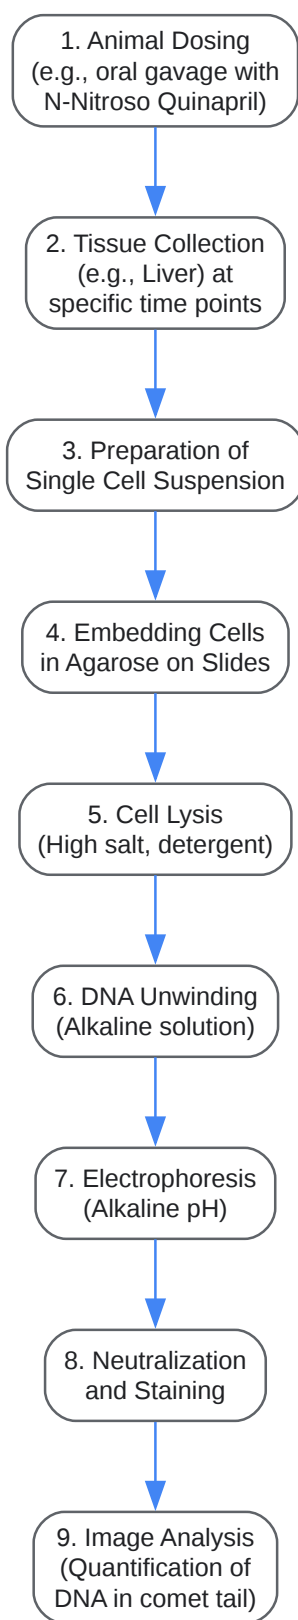 1. Animal Dosing
(e.g., oral gavage with
N-Nitroso Quinapril)
2. Tissue Collection
(e.g., Liver) at
specific time points
3. Preparation of
Single Cell Suspension
4. Embedding Cells
in Agarose on Slides
5. Cell Lysis
(High salt, detergent)
6. DNA Unwinding
(Alkaline solution)
7. Electrophoresis
(Alkaline pH)
8. Neutralization
and Staining
9. Image Analysis
(Quantification of
DNA in comet tail)